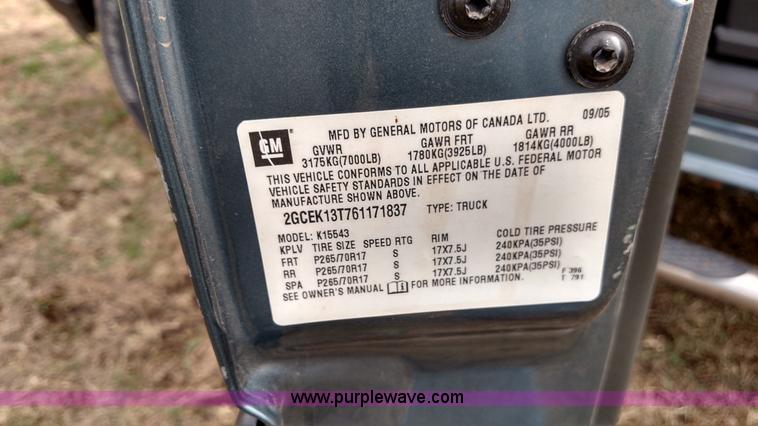 GM
MFD BY GENERAL MOTORS OF CANADA LTD. 09/05
GVWR GAWR FRT GAWR RR
3175KG(7000LB) 1780KG(3925LB) 1814KG(4000LB)
THIS VEHICLE CONFORMS TO ALL APPLICABLE U.S. FEDERAL MOTOR
VEHICLE SAFETY STANDARDS IN EFFECT ON THE DATE OF
MANUFACTURE SHOWN ABOVE.
2GCEK13T761171837 TYPE: TRUCK
MODEL: K15543
KPLV TIRE SIZE SPEED RTG RIM COLD TIRE PRESSURE
FRT P265/70R17 S 17X7.5J 240KPA(35PSI)
RR P265/70R17 S 17X7.5J 240KPA(35PSI)
SPA P265/70R17 S 17X7.5J 240KPA(35PSI)
SEE OWNER'S MANUAL FOR MORE INFORMATION.
F 396
T 791
www.purplewave.com